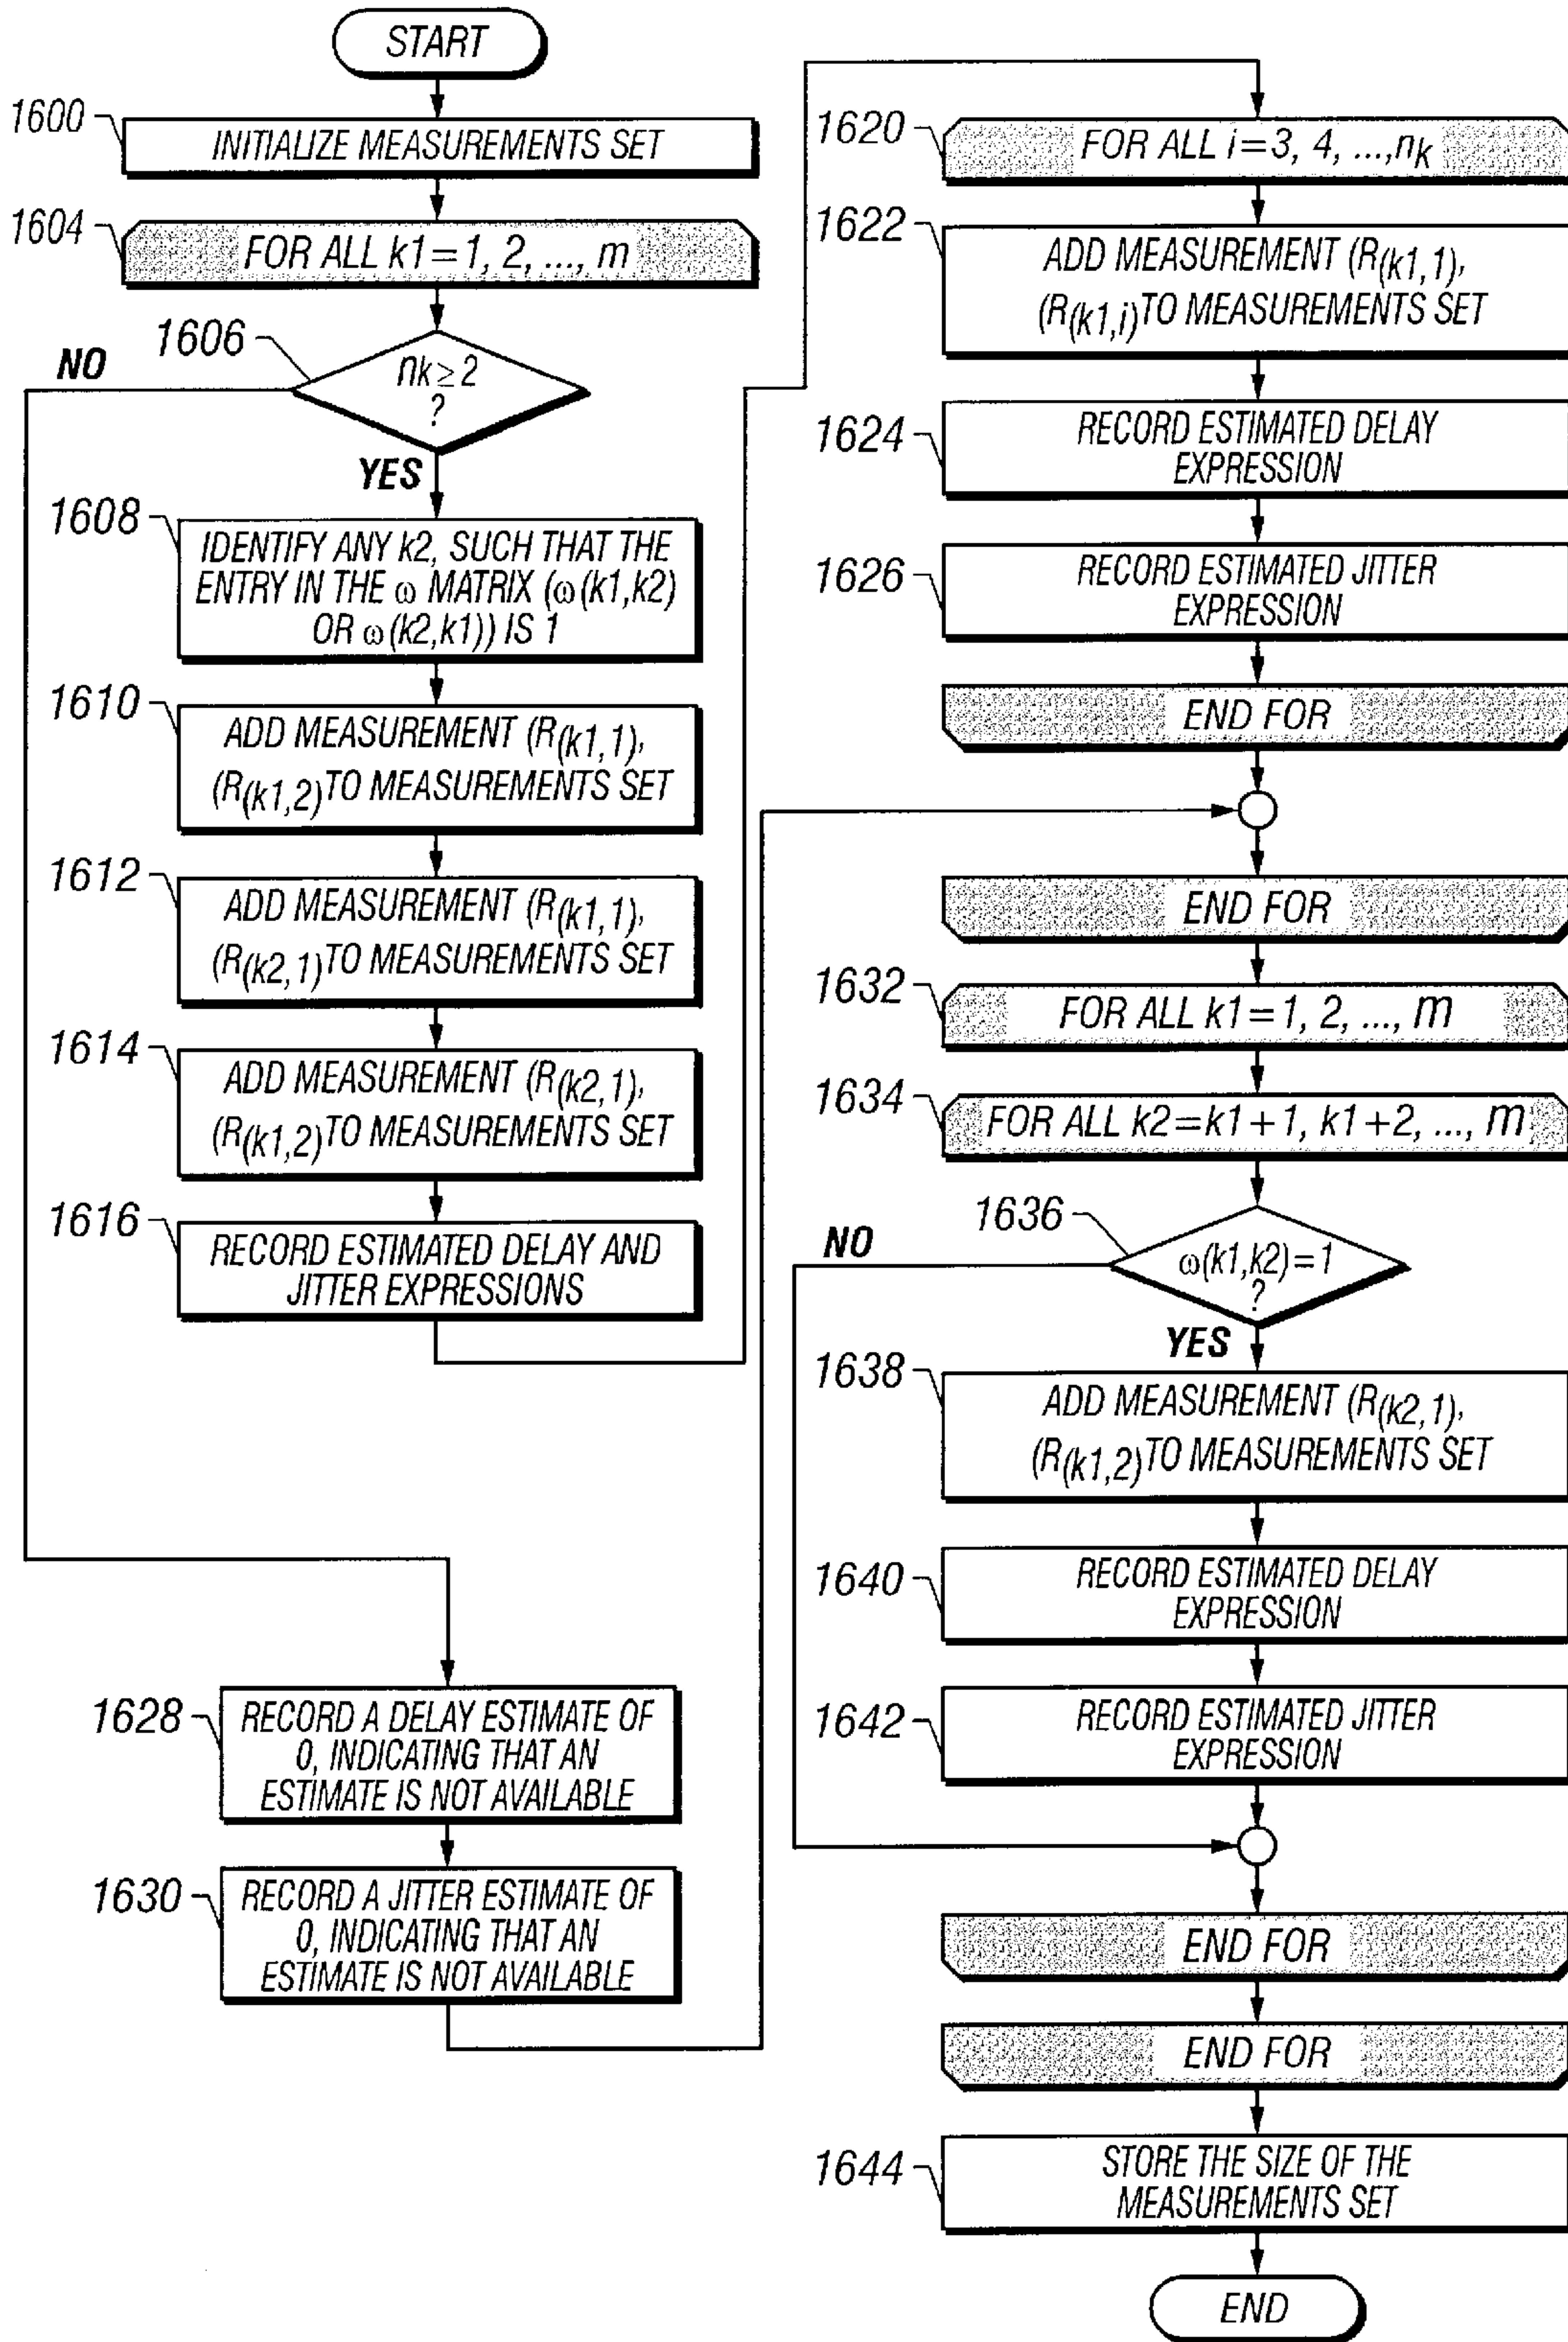 START
1600
INITIALIZE MEASUREMENTS SET
1604
FOR ALL k1=1, 2, ..., m
1606
nk≥2
?
NO
YES
1608
IDENTIFY ANY k2, SUCH THAT THE
ENTRY IN THE ω MATRIX (ω(k1,k2)
OR ω(k2,k1)) IS 1
1610
ADD MEASUREMENT (R(k1,1),
(R(k1,2) TO MEASUREMENTS SET
1612
ADD MEASUREMENT (R(k1,1),
(R(k2,1) TO MEASUREMENTS SET
1614
ADD MEASUREMENT (R(k2,1),
(R(k1,2) TO MEASUREMENTS SET
1616
RECORD ESTIMATED DELAY AND
JITTER EXPRESSIONS
1628
RECORD A DELAY ESTIMATE OF
0, INDICATING THAT AN
ESTIMATE IS NOT AVAILABLE
1630
RECORD A JITTER ESTIMATE OF
0, INDICATING THAT AN
ESTIMATE IS NOT AVAILABLE
1620
FOR ALL i=3, 4, ...,nk
1622
ADD MEASUREMENT (R(k1,1),
(R(k1,i) TO MEASUREMENTS SET
1624
RECORD ESTIMATED DELAY
EXPRESSION
1626
RECORD ESTIMATED JITTER
EXPRESSION
END FOR
END FOR
1632
FOR ALL k1=1, 2, ..., m
1634
FOR ALL k2=k1+1, k1+2, ..., m
1636
ω(k1,k2)=1
?
NO
YES
1638
ADD MEASUREMENT (R(k2,1),
(R(k1,2) TO MEASUREMENTS SET
1640
RECORD ESTIMATED DELAY
EXPRESSION
1642
RECORD ESTIMATED JITTER
EXPRESSION
END FOR
END FOR
1644
STORE THE SIZE OF THE
MEASUREMENTS SET
END